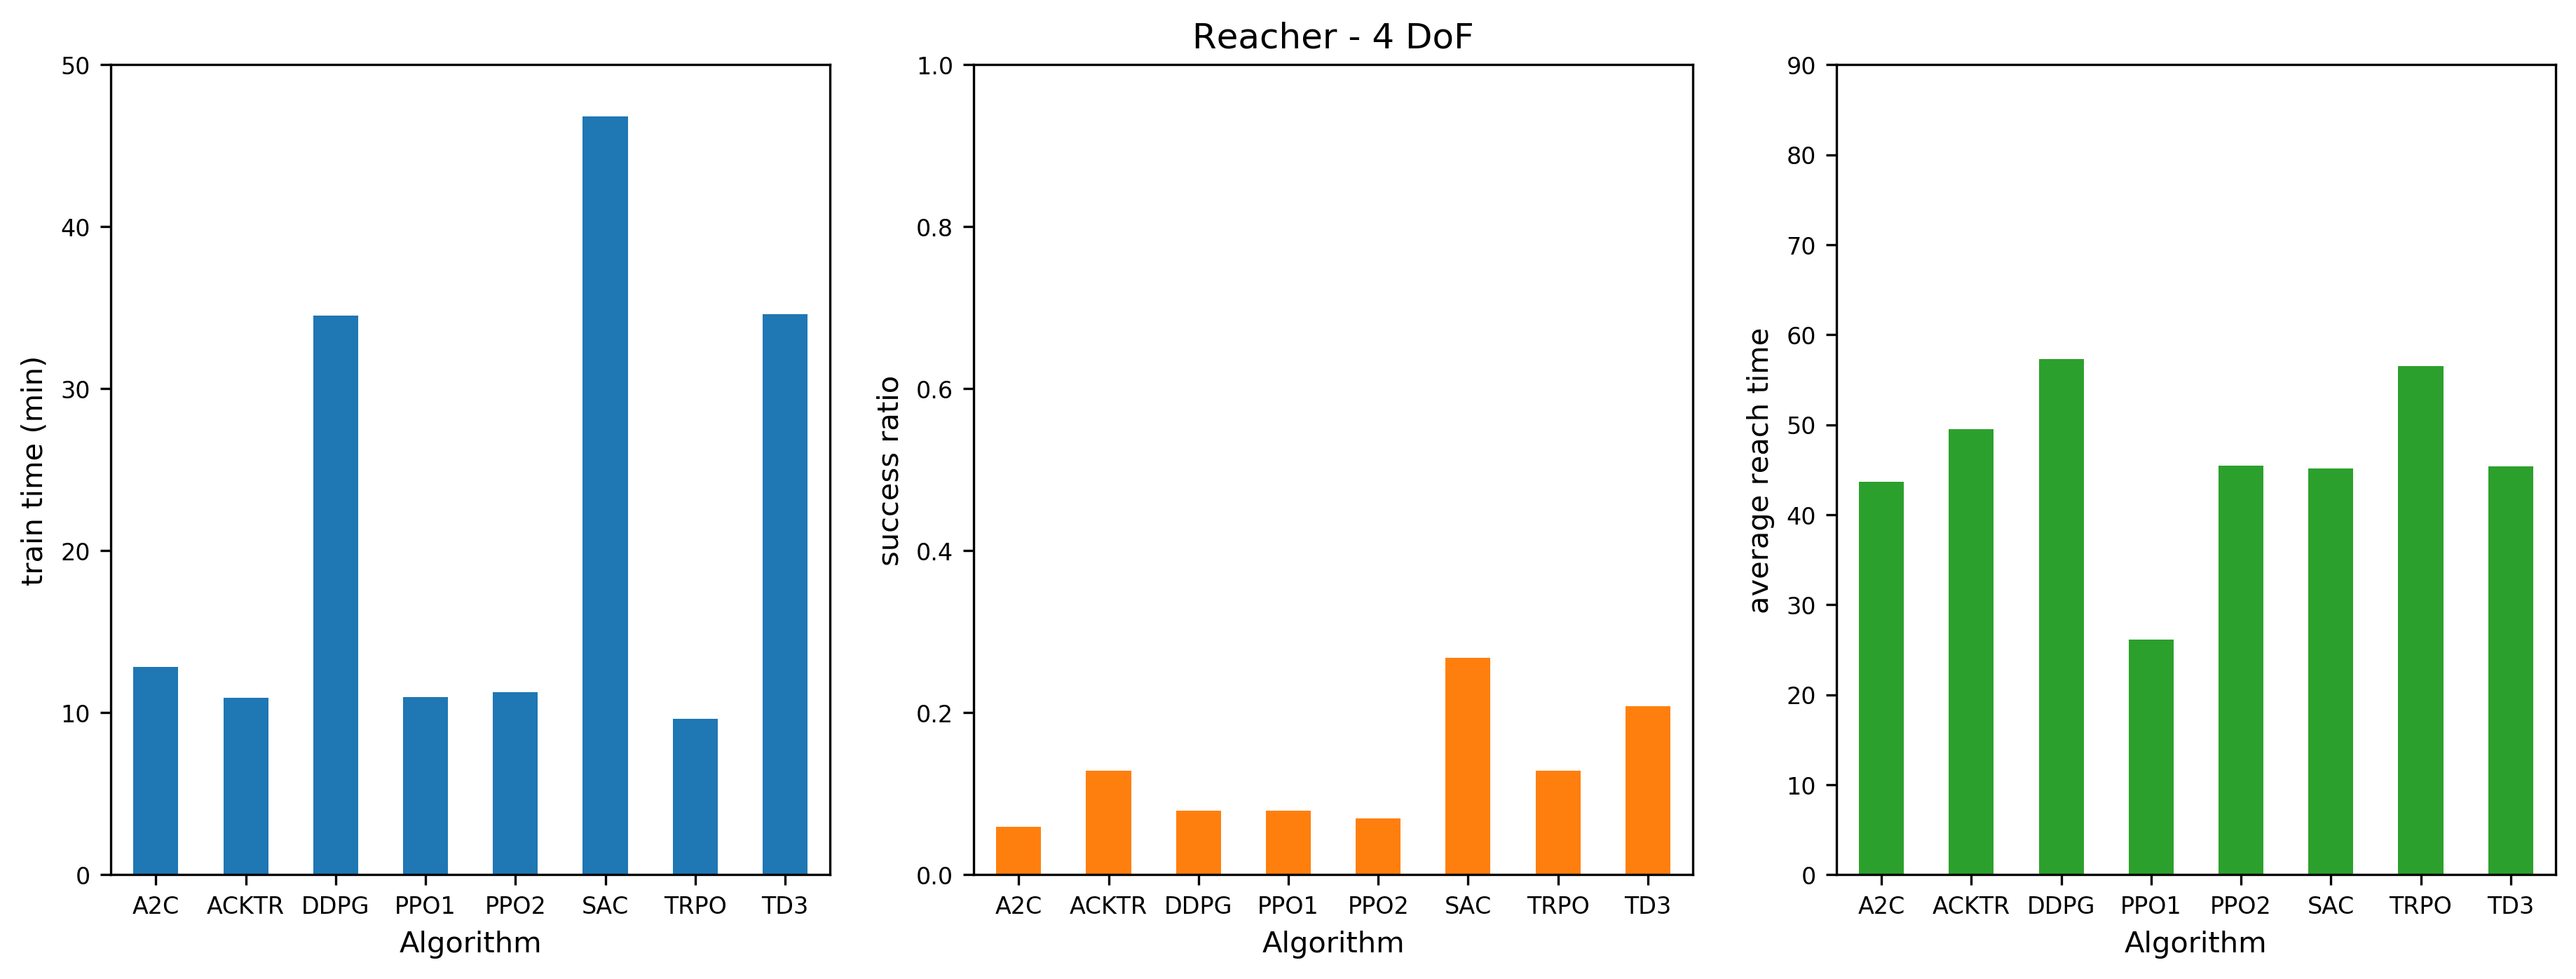 Reacher - 4 DoF
train time (min)
50
40
30
20
10
0
A2C ACKTR DDPG PPO1 PPO2 SAC TRPO TD3
Algorithm
success ratio
1.0
0.8
0.6
0.4
0.2
0.0
A2C ACKTR DDPG PPO1 PPO2 SAC TRPO TD3
Algorithm
average reach time
90
80
70
60
50
40
30
20
10
0
A2C ACKTR DDPG PPO1 PPO2 SAC TRPO TD3
Algorithm